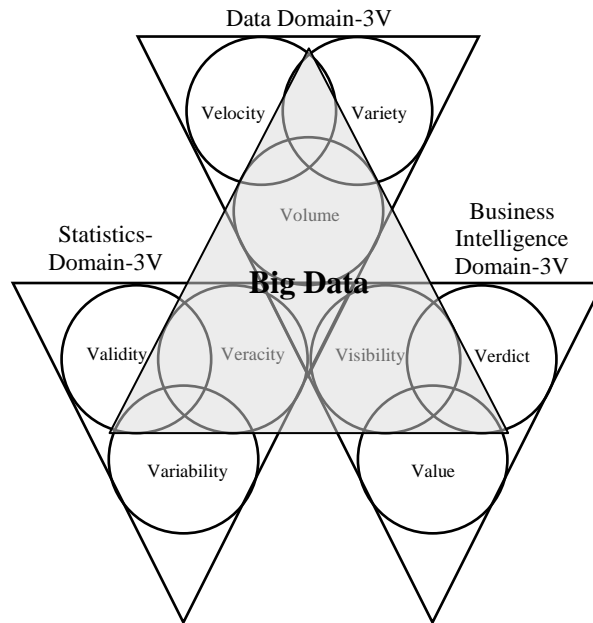 Data Domain-3V
Velocity
Variety
Volume
Statistics-
Domain-3V
Business
Intelligence
Domain-3V
Big Data
Validity
Veracity
Visibility
Verdict
Variability
Value